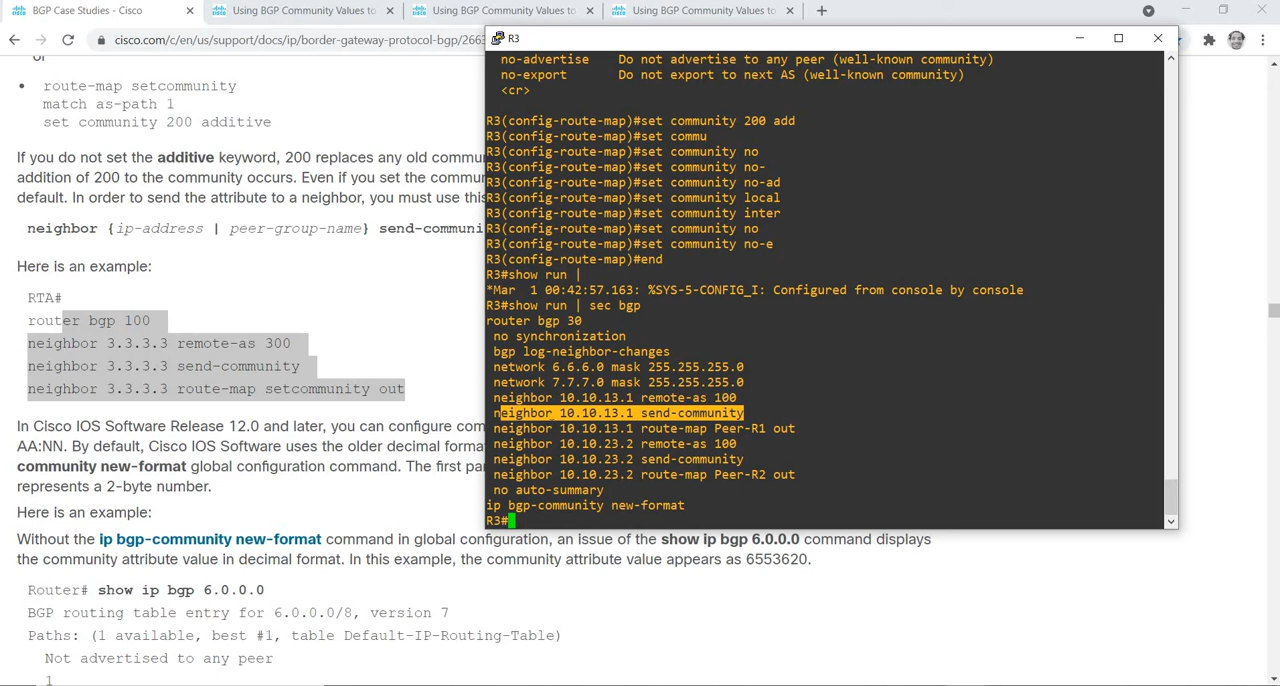 BGP Case Studies - Cisco
Using BGP Community Values to
Using BGP Community Values to
Using BGP Community Values to
cisco.com/c/en/us/support/docs/ip/border-gateway-protocol-bgp/2663
or
• route-map setcommunity
match as-path 1
set community 200 additive
If you do not set the additive keyword, 200 replaces any old
addition of 200 to the community occurs. Even if you set the
default. In order to send the attribute to a neighbor, you must use
neighbor {ip-address | peer-group-name} send-communi
Here is an example:
RTA#
router bgp 100
neighbor 3.3.3.3 remote-as 300
neighbor 3.3.3.3 send-community
neighbor 3.3.3.3 route-map setcommunity out
In Cisco IOS Software Release 12.0 and later, you can configure
AA:NN. By default, Cisco IOS Software uses the older decimal
community new-format global configuration command. The first
represents a 2-byte number.
Here is an example:
Without the ip bgp-community new-format command in global configuration, an issue of the show ip bgp 6.0.0.0 command displays
the community attribute value in decimal format. In this example, the community attribute value appears as 6553620.
Router# show ip bgp 6.0.0.0
BGP routing table entry for 6.0.0.0/8, version 7
Paths: (1 available, best #1, table Default-IP-Routing-Table)
Not advertised to any peer
1
R3
no-advertise Do not advertise to any peer (well-known community)
no-export Do not export to next AS (well-known community)
<cr>
R3(config-route-map)#set community 200 add
R3(config-route-map)#set commu
R3(config-route-map)#set community no
R3(config-route-map)#set community no-
R3(config-route-map)#set community no-ad
R3(config-route-map)#set community local
R3(config-route-map)#set community inter
R3(config-route-map)#set community no
R3(config-route-map)#set community no-e
R3(config-route-map)#end
R3#show run |
*Mar 1 00:42:57.163: %SYS-5-CONFIG_I: Configured from console by console
R3#show run | sec bgp
router bgp 30
no synchronization
bgp log-neighbor-changes
network 6.6.6.0 mask 255.255.255.0
network 7.7.7.0 mask 255.255.255.0
neighbor 10.10.13.1 remote-as 100
neighbor 10.10.13.1 send-community
neighbor 10.10.13.1 route-map Peer-R1 out
neighbor 10.10.23.2 remote-as 100
neighbor 10.10.23.2 send-community
neighbor 10.10.23.2 route-map Peer-R2 out
no auto-summary
ip bgp-community new-format
R3#